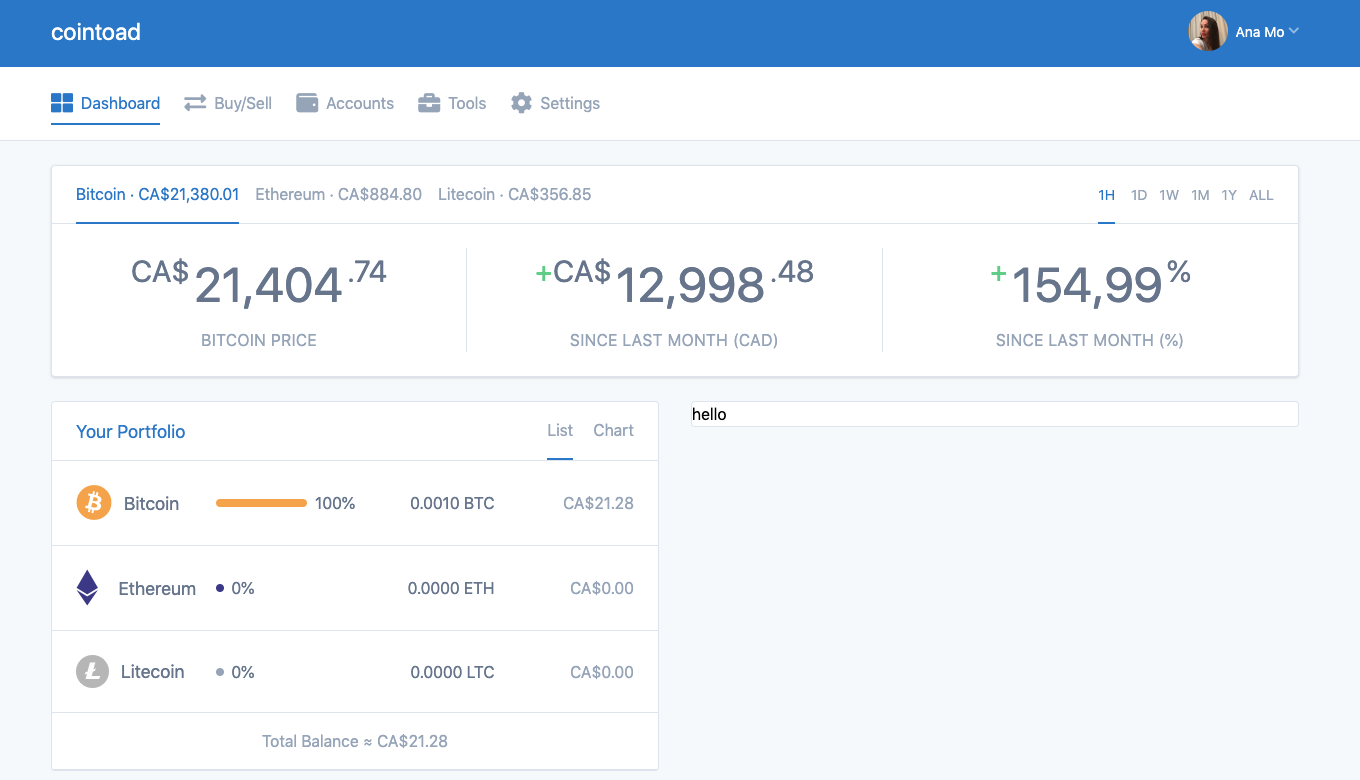 cointoad
Ana Mo
Dashboard Buy/Sell Accounts Tools Settings
Bitcoin · CA$21,380.01 Ethereum · CA$884.80 Litecoin · CA$356.85 1H 1D 1W 1M 1Y ALL
CA$21,404.74 +CA$12,998.48 +154,99%
BITCOIN PRICE SINCE LAST MONTH (CAD) SINCE LAST MONTH (%)
Your Portfolio List Chart
hello
Bitcoin 100% 0.0010 BTC CA$21.28
Ethereum 0% 0.0000 ETH CA$0.00
Litecoin 0% 0.0000 LTC CA$0.00
Total Balance ≈ CA$21.28